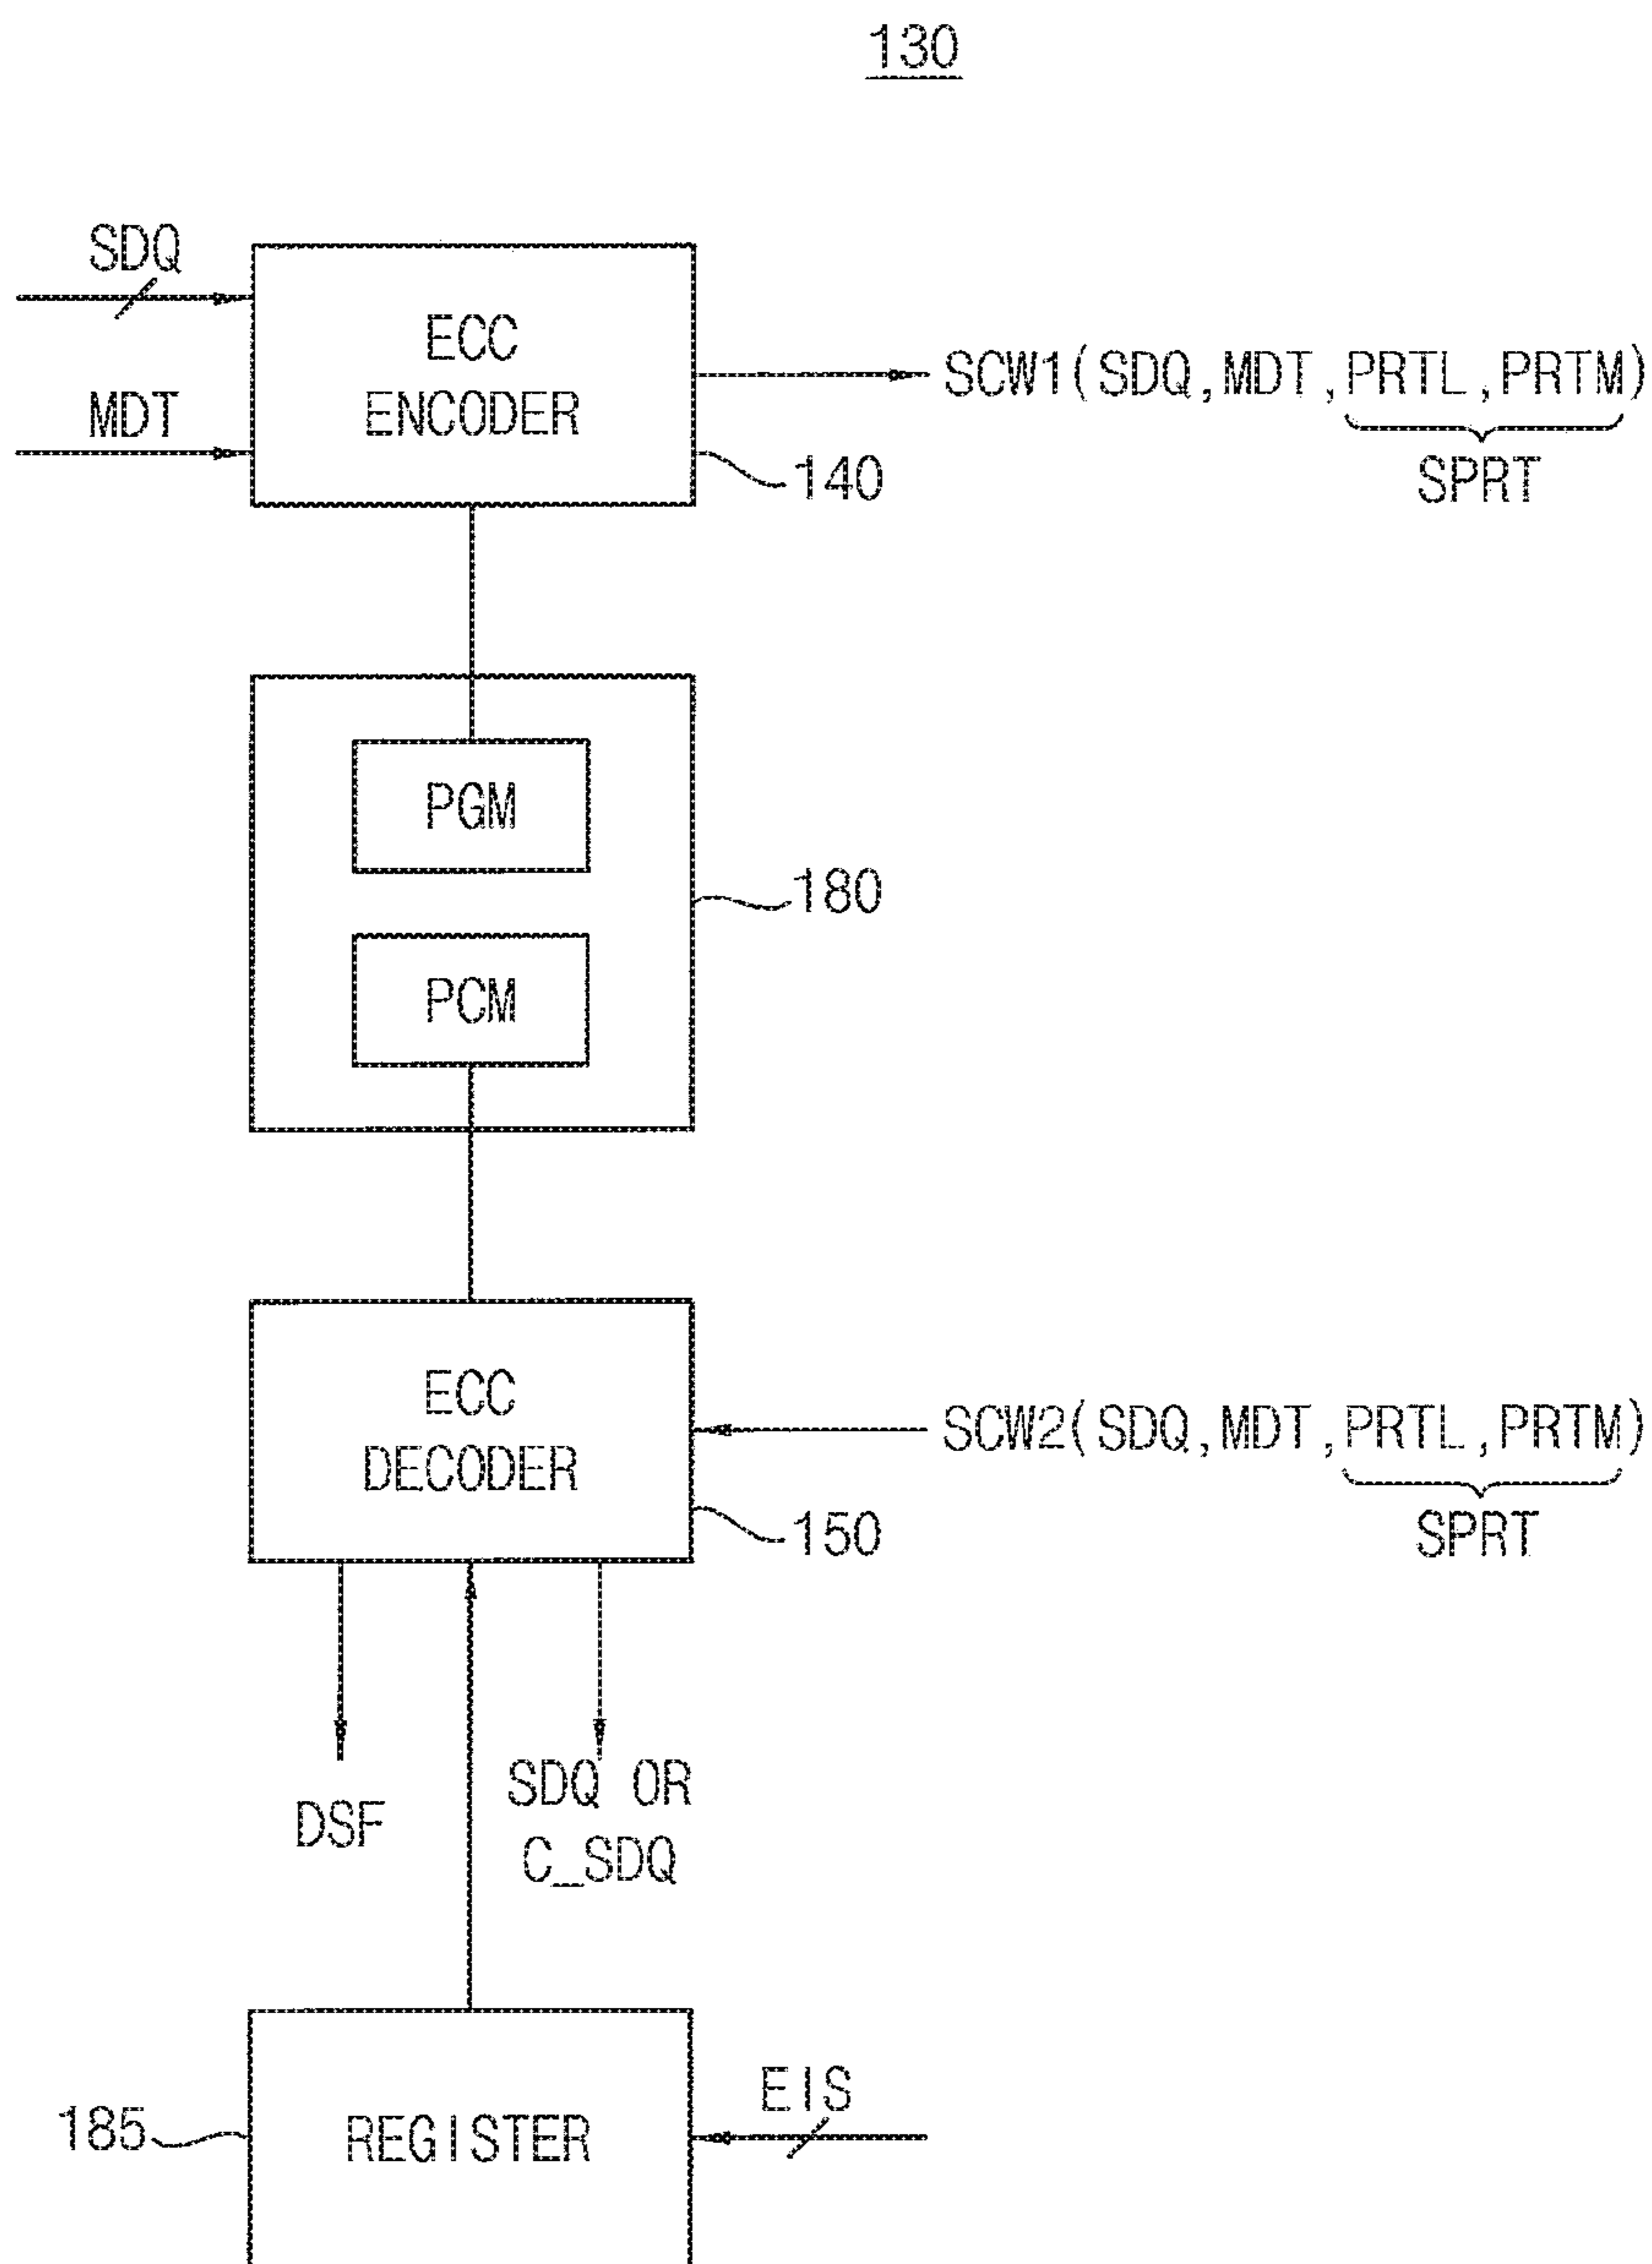 130
SDQ
MDT
ECC
ENCODER
140
SCW1(SDQ,MDT,PRTL,PRTM)
SPRT
PGM
180
PCM
ECC
DECODER
150
SCW2(SDQ,MDT,PRTL,PRTM)
SPRT
DSF
SDQ OR
C_SDQ
185
REGISTER
EIS